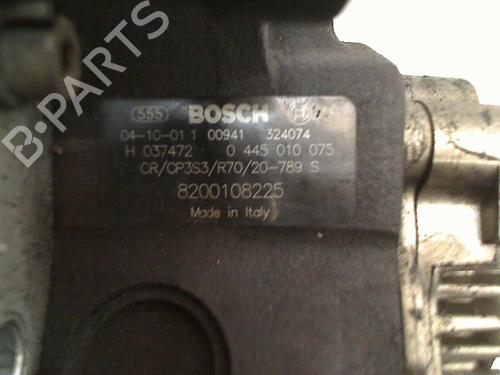 555 BOSCH H
04-10-01 1 00941 324074
H 037472 0 445 010 075
CR/CP3S3/R70/20-789 S
8200108225
Made in Italy
B-PARTS